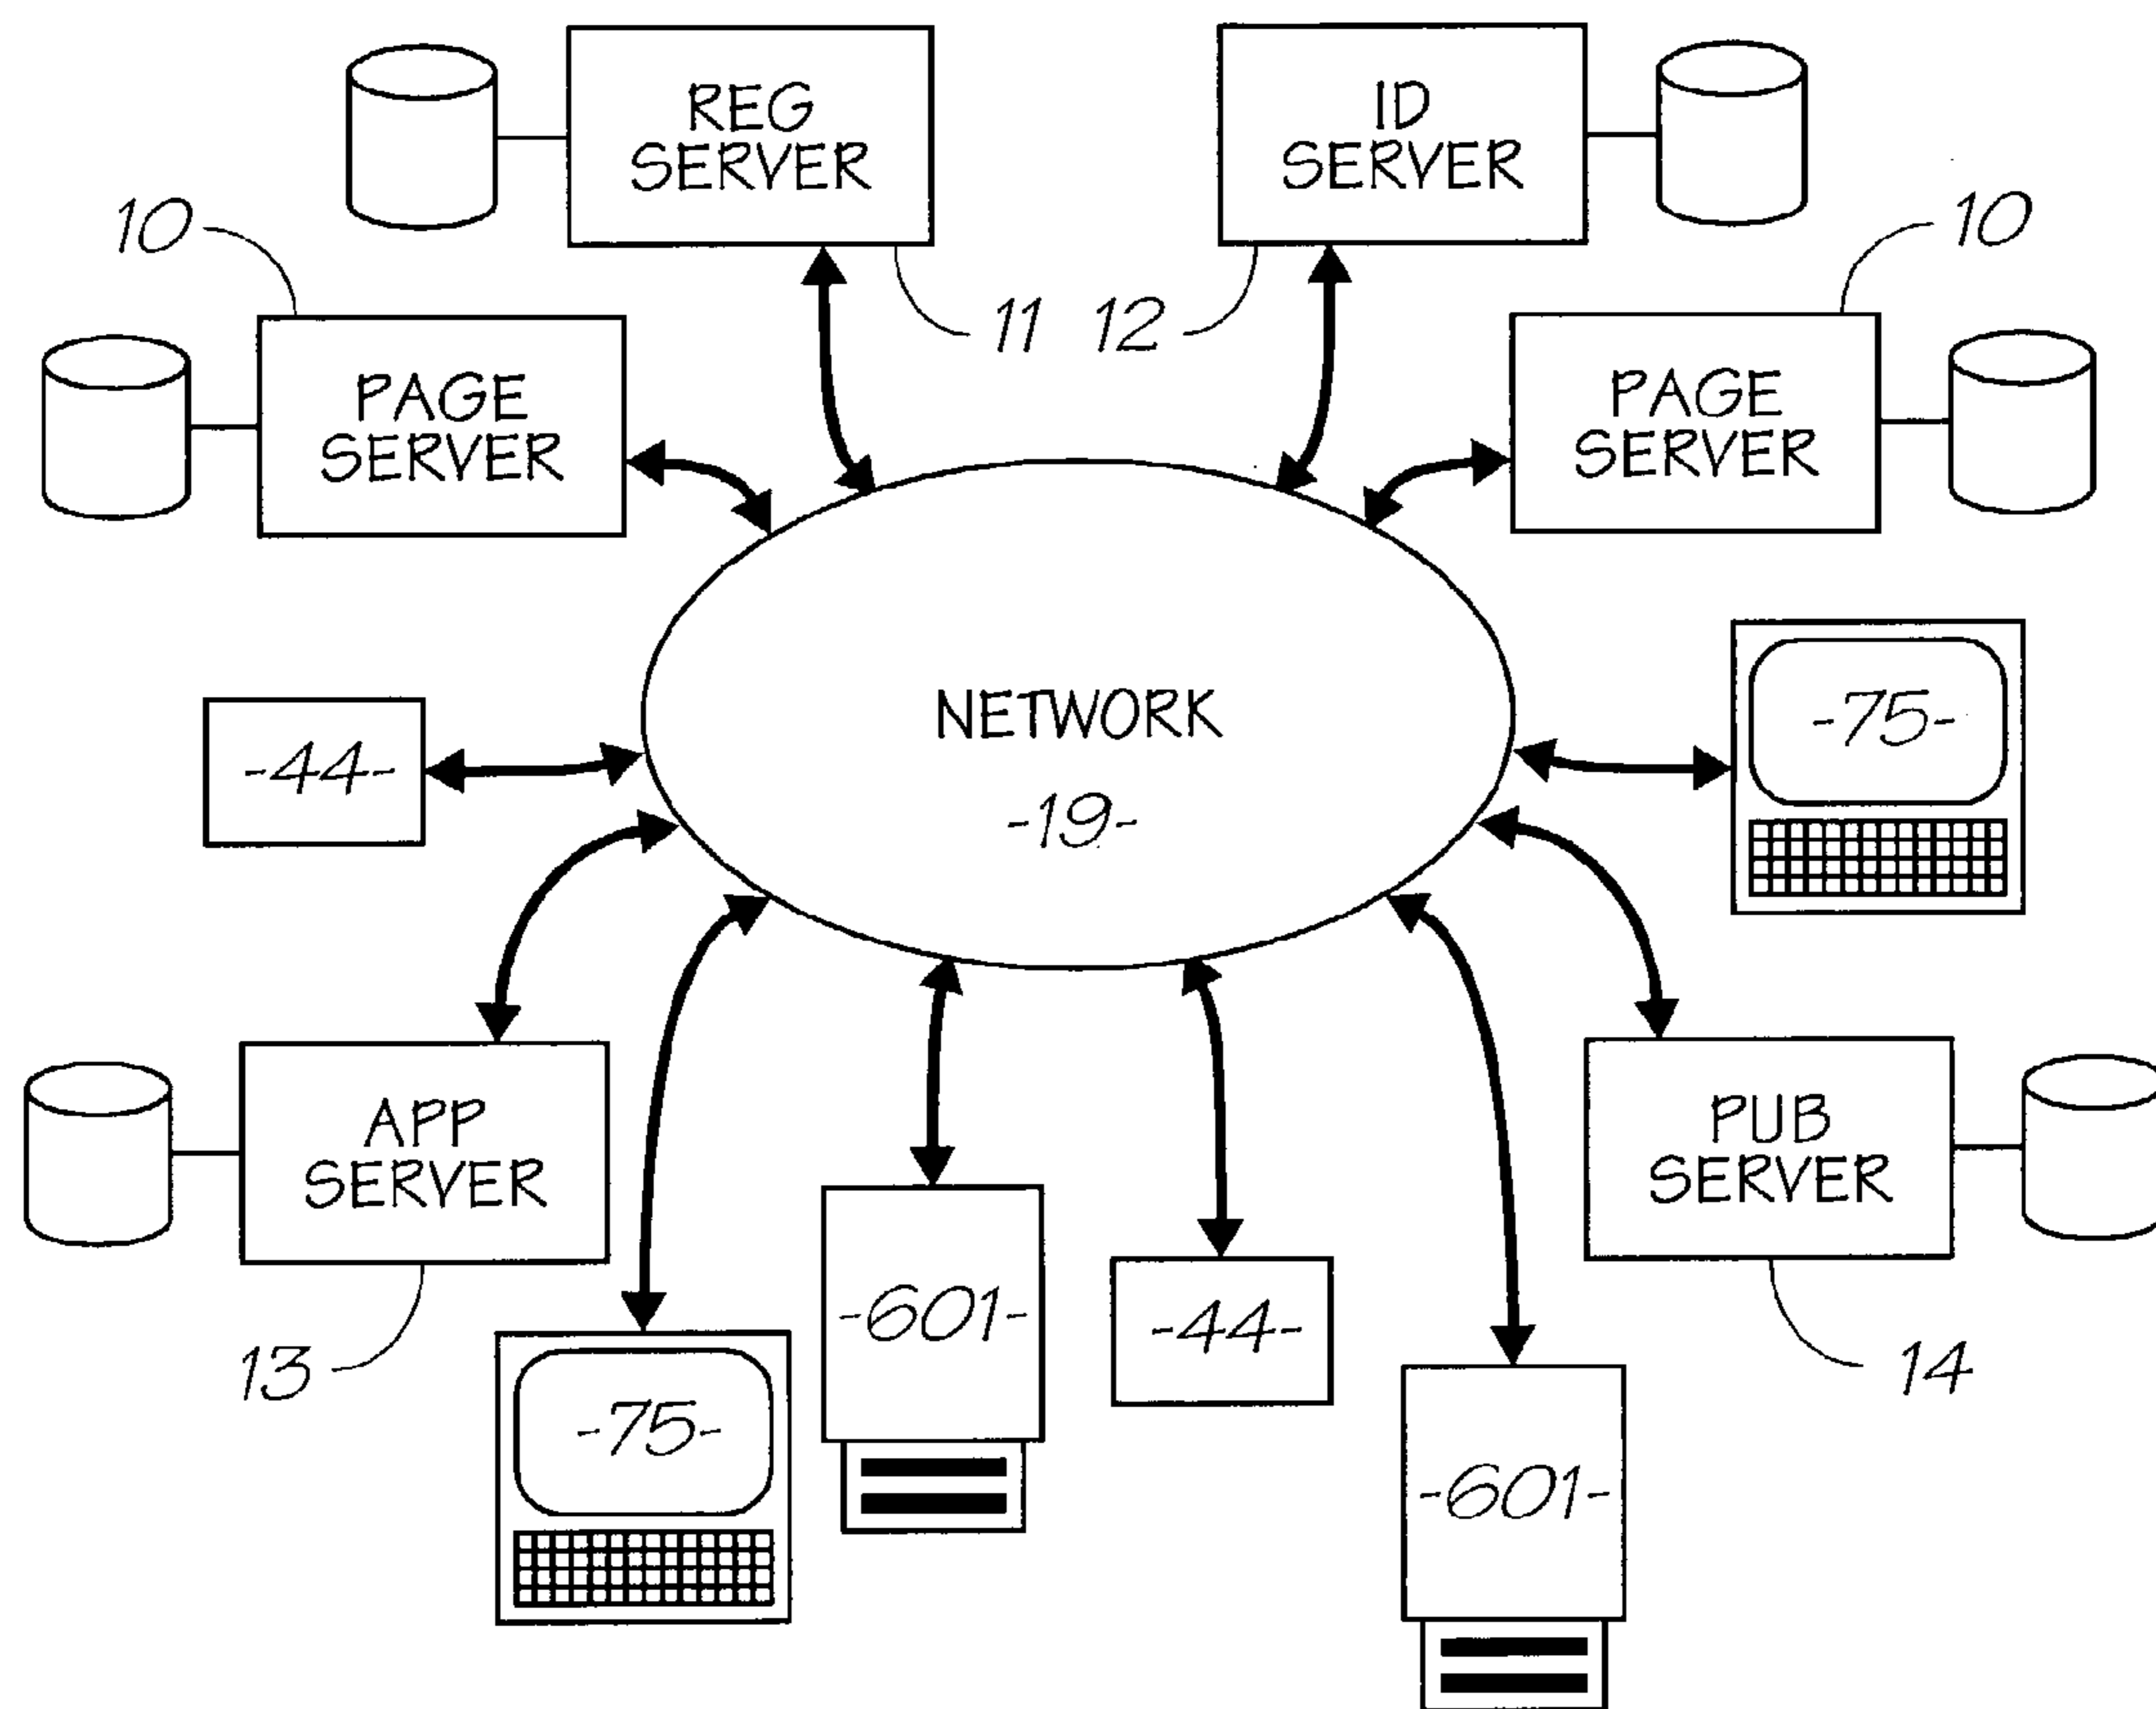 REG
SERVER
ID
SERVER
10
10
11
12
PAGE
SERVER
PAGE
SERVER
-75-
NETWORK
-44-
-19-
APP
SERVER
PUB
SERVER
-601-
-44-
13
14
-75-
-601-